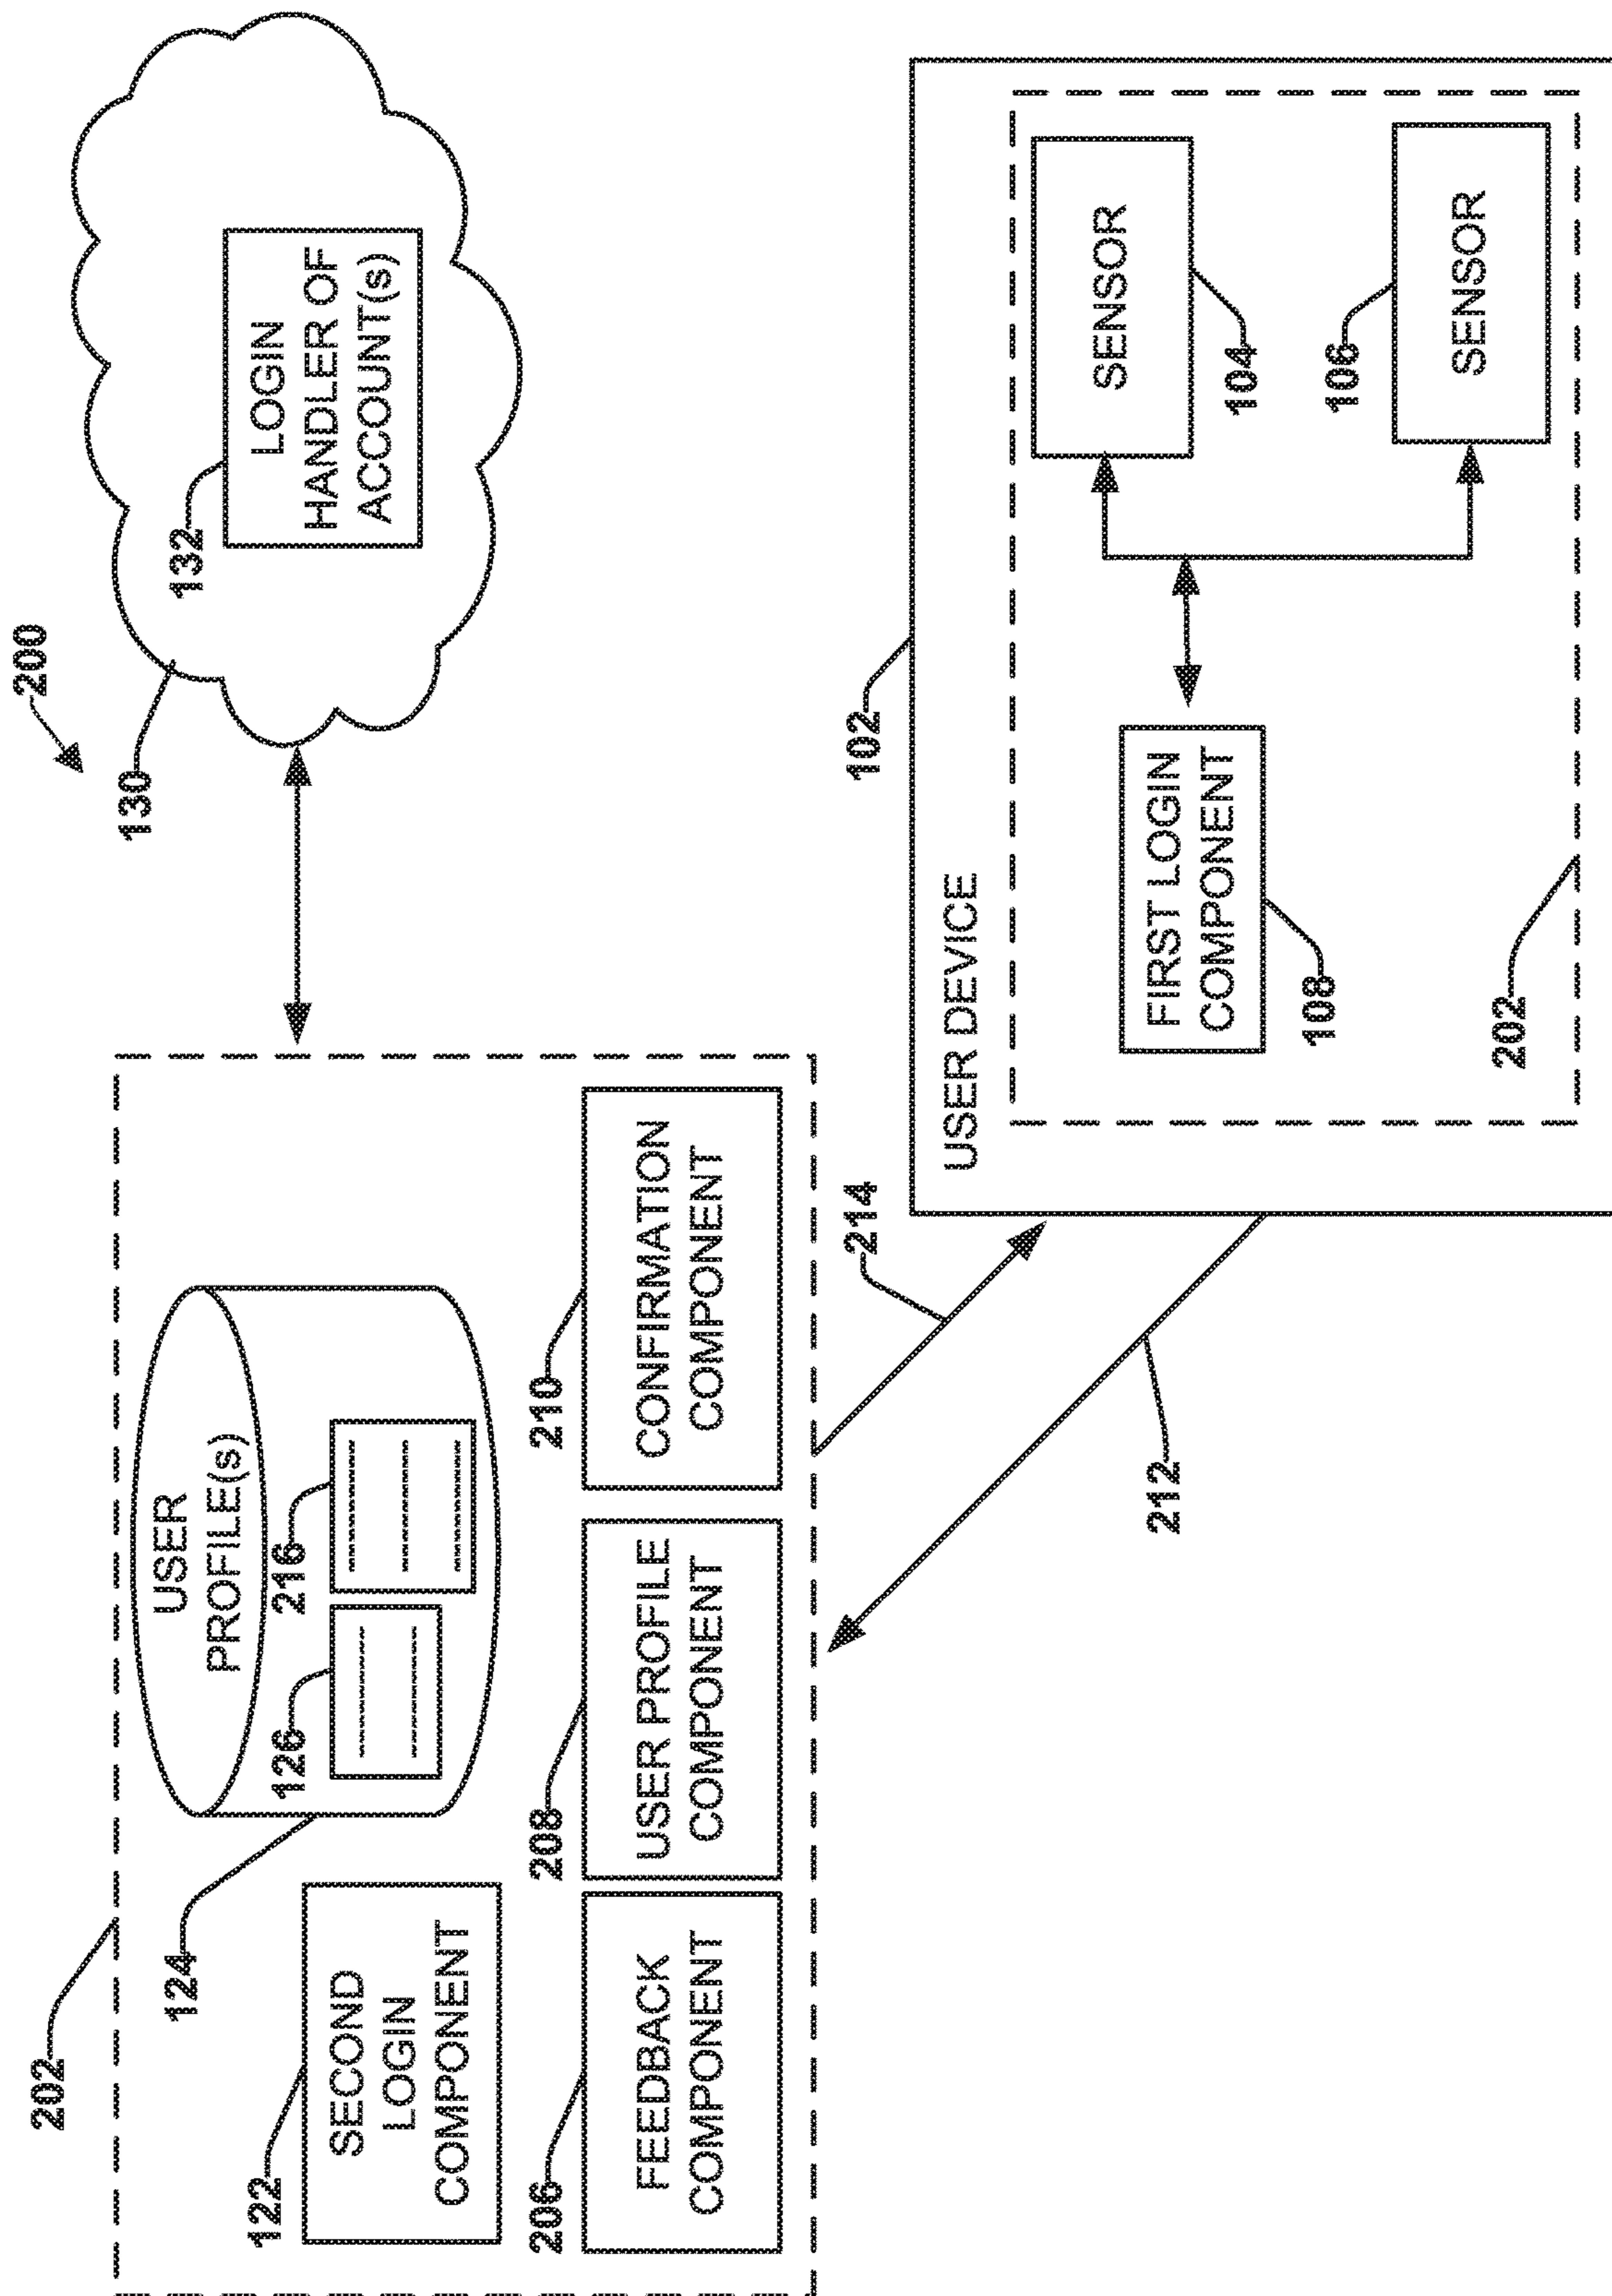 200
202
124
USER
PROFILE(s)
126
216
122
SECOND
LOGIN
COMPONENT
206
FEEDBACK
COMPONENT
208
USER PROFILE
COMPONENT
210
CONFIRMATION
COMPONENT
130
132
LOGIN
HANDLER OF
ACCOUNT(s)
212
214
102
USER DEVICE
FIRST LOGIN
COMPONENT
108
SENSOR
104
106
SENSOR
202